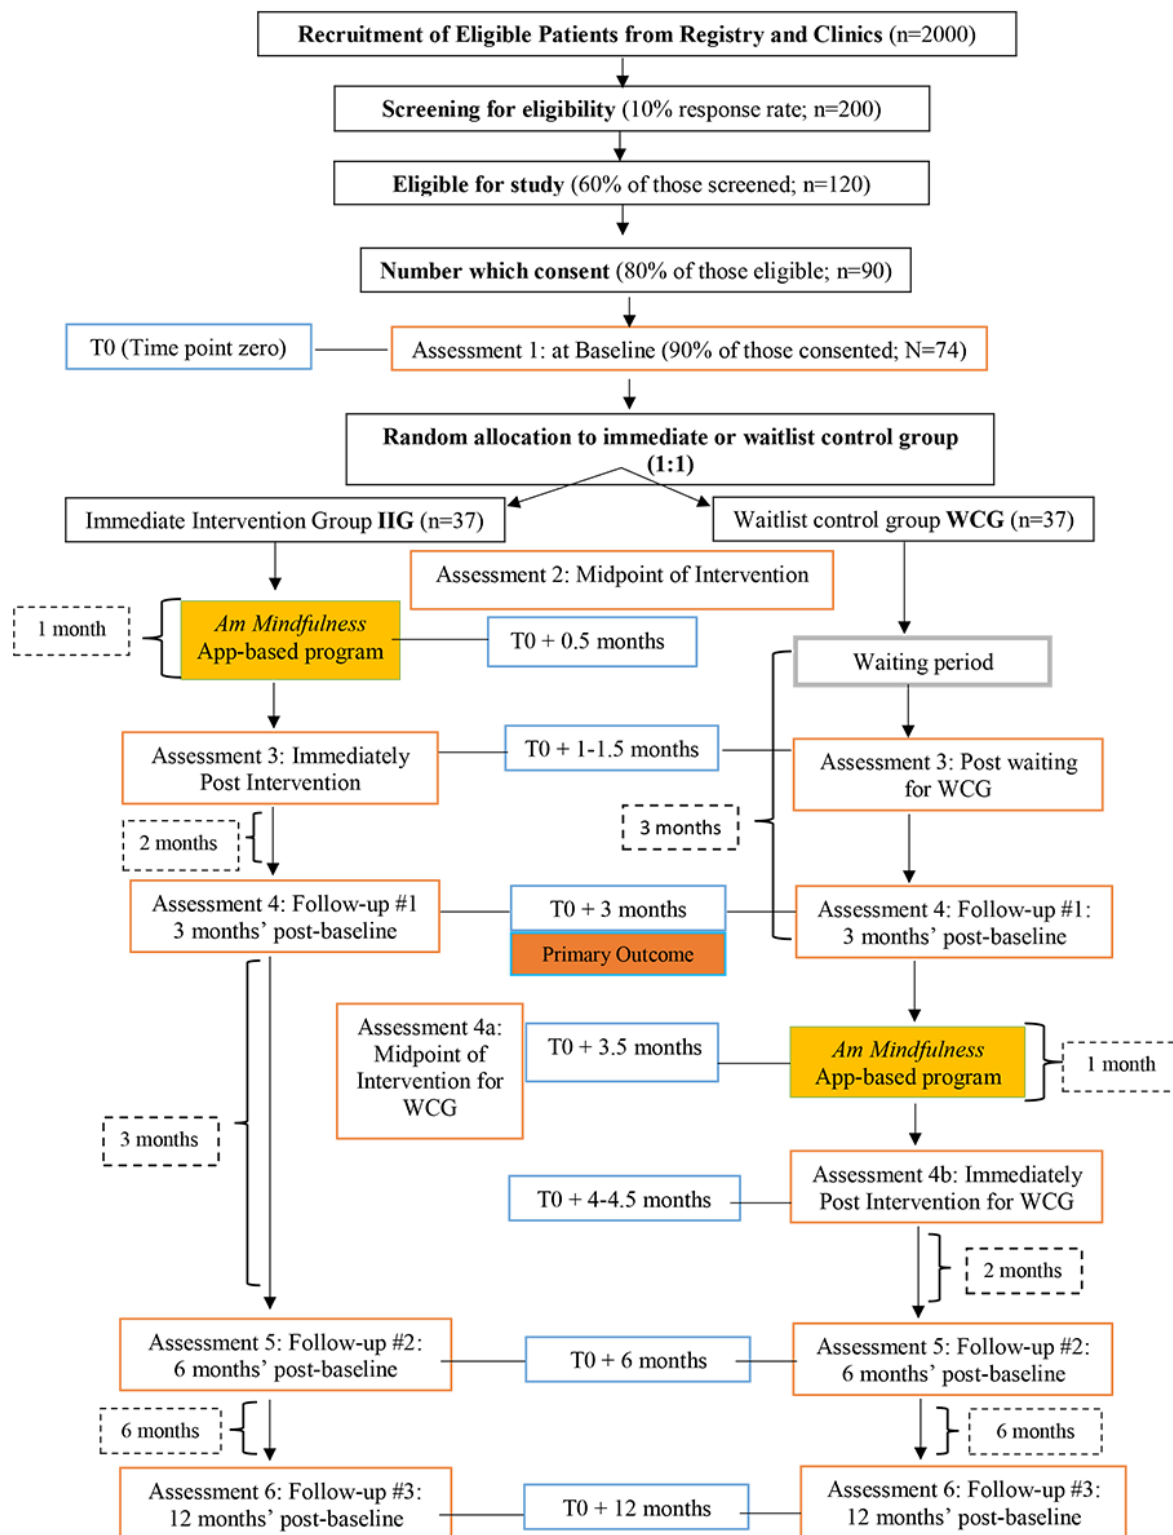 Recruitment of Eligible Patients from Registry and Clinics (n=2000)
Screening for eligibility (10% response rate; n=200)
Eligible for study (60% of those screened; n=120)
Number which consent (80% of those eligible; n=90)
T0 (Time point zero)
Assessment 1: at Baseline (90% of those consented; N=74)
Random allocation to immediate or waitlist control group
(1:1)
Immediate Intervention Group IIG (n=37)
Waitlist control group WCG (n=37)
Assessment 2: Midpoint of Intervention
1 month
Am Mindfulness
App-based program
T0 + 0.5 months
Waiting period
Assessment 3: Immediately
Post Intervention
T0 + 1-1.5 months
Assessment 3: Post waiting
for WCG
2 months
3 months
Assessment 4: Follow-up #1
3 months’ post-baseline
T0 + 3 months
Primary Outcome
Assessment 4: Follow-up #1:
3 months’ post-baseline
Assessment 4a:
Midpoint of
Intervention for
WCG
T0 + 3.5 months
Am Mindfulness
App-based program
1 month
3 months
T0 + 4-4.5 months
Assessment 4b: Immediately
Post Intervention for WCG
2 months
Assessment 5: Follow-up #2:
6 months’ post-baseline
T0 + 6 months
Assessment 5: Follow-up #2:
6 months’ post-baseline
6 months
6 months
Assessment 6: Follow-up #3:
12 months’ post-baseline
T0 + 12 months
Assessment 6: Follow-up #3:
12 months’ post-baseline